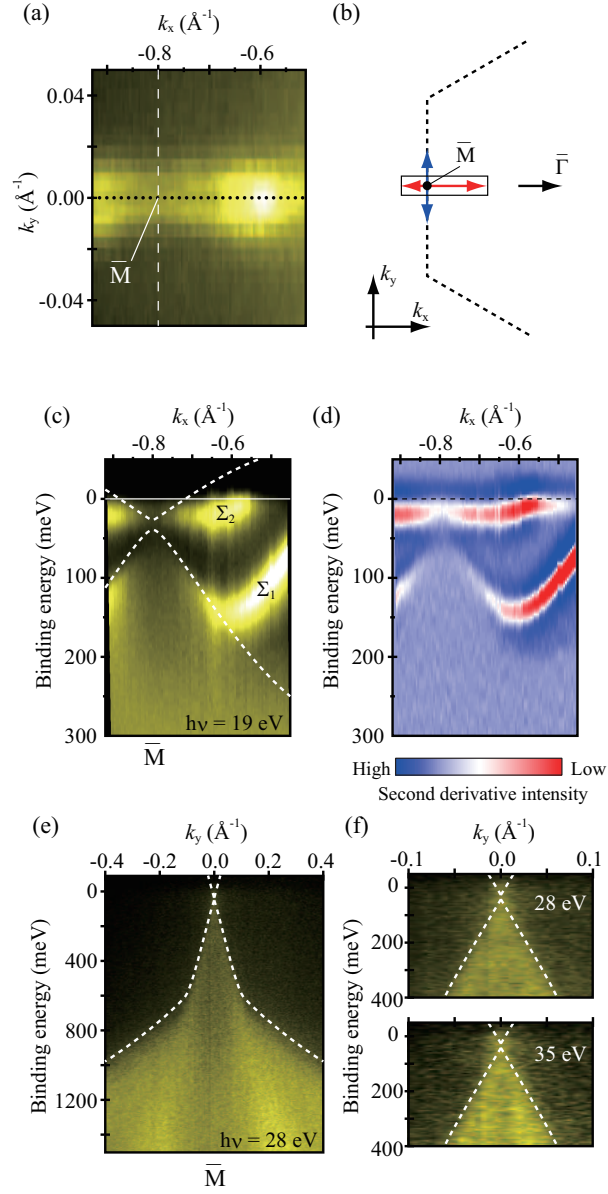 (a)
kx (Å-1)
-0.8
-0.6
0.04
0.00
-0.04
ky (Å-1)
M̅
(b)
M̅
Γ̅
ky
kx
(c)
kx (Å-1)
-0.8
-0.6
0
100
200
300
Binding energy (meV)
Σ2
Σ1
hν = 19 eV
M̅
(d)
kx (Å-1)
-0.8
-0.6
0
100
200
300
Binding energy (meV)
High
Low
Second derivative intensity
(e)
ky (Å-1)
-0.4 -0.2 0.0 0.2 0.4
0
400
800
1200
Binding energy (meV)
hν = 28 eV
M̅
(f)
ky (Å-1)
-0.1 0.0 0.1
0
200
400
28 eV
Binding energy (meV)
0
200
400
35 eV